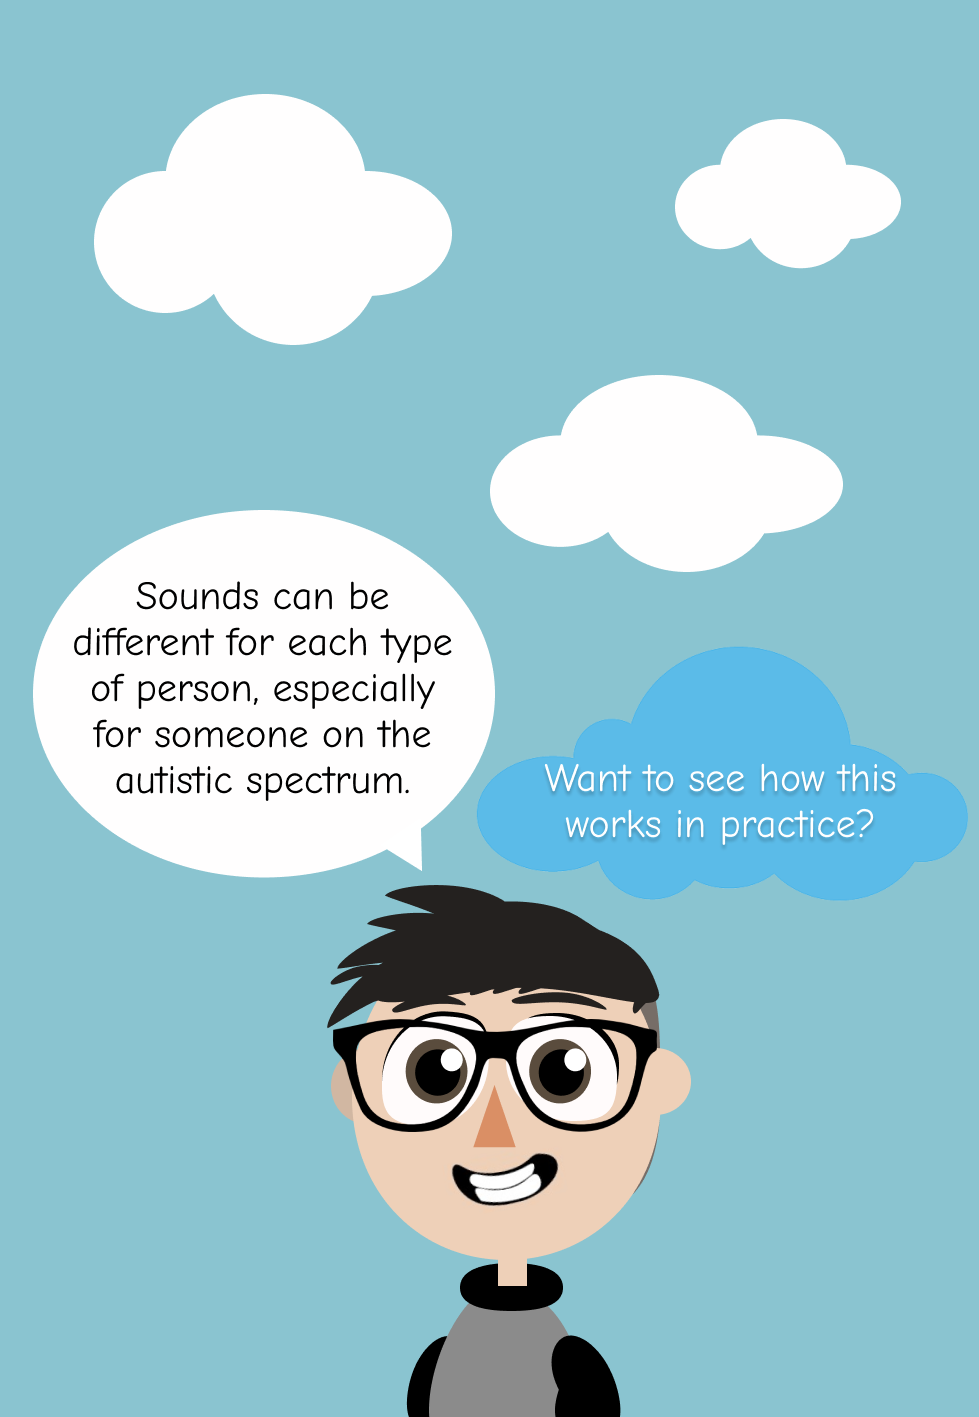 Sounds can be
different for each type
of person, especially
for someone on the
autistic spectrum.
Want to see how this
works in practice?